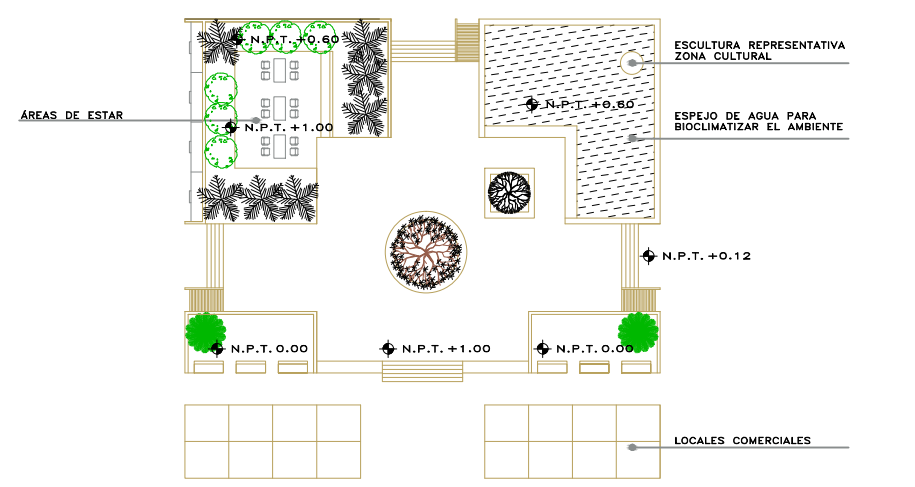 N.P.T. +0.60
ESCULTURA REPRESENTATIVA
ZONA CULTURAL
N.P.T. +0.60
ÁREAS DE ESTAR
ESPEJO DE AGUA PARA
BIOCLIMATIZAR EL AMBIENTE
N.P.T. +1.00
N.P.T. +0.12
N.P.T. 0.00
N.P.T. +1.00
N.P.T. 0.00
LOCALES COMERCIALES